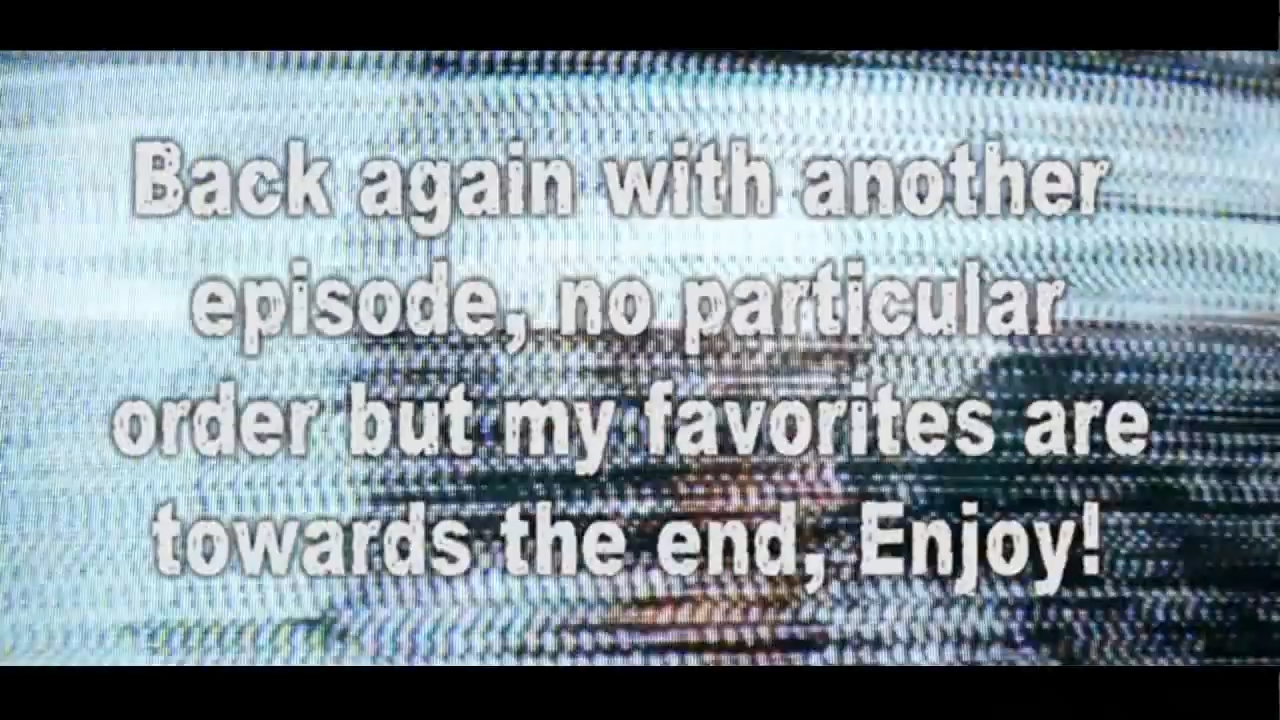 Back again with another
episode, no particular
order but my favorites are
towards the end, Enjoy!